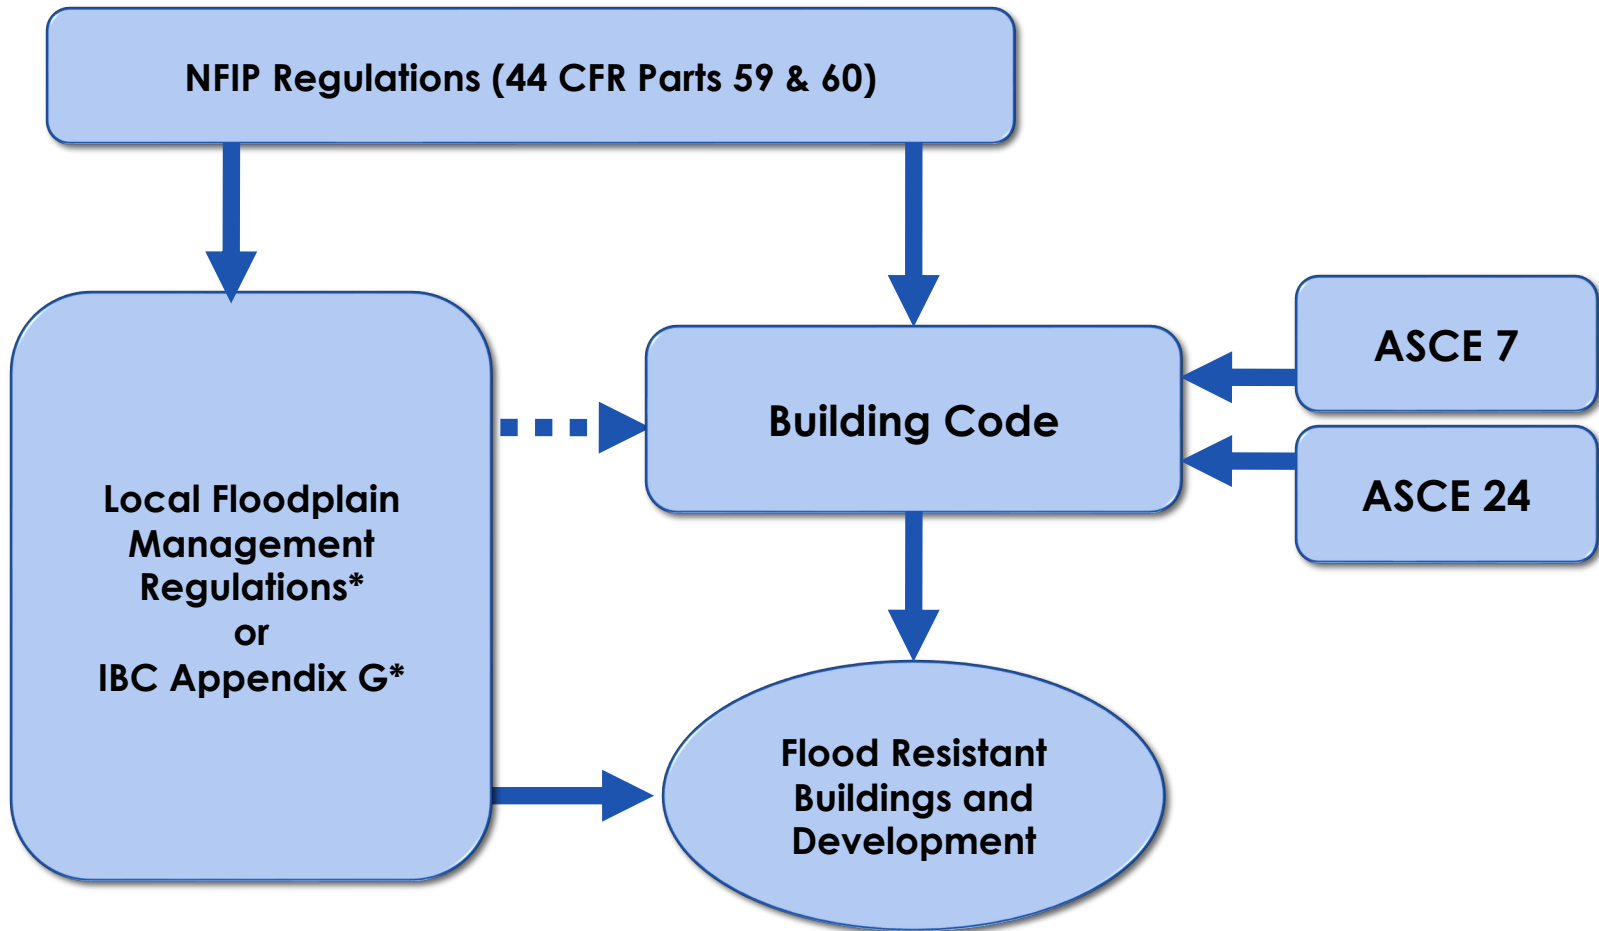 NFIP Regulations (44 CFR Parts 59 & 60)
Local Floodplain
Management
Regulations*
or
IBC Appendix G*
Building Code
ASCE 7
ASCE 24
Flood Resistant
Buildings and
Development